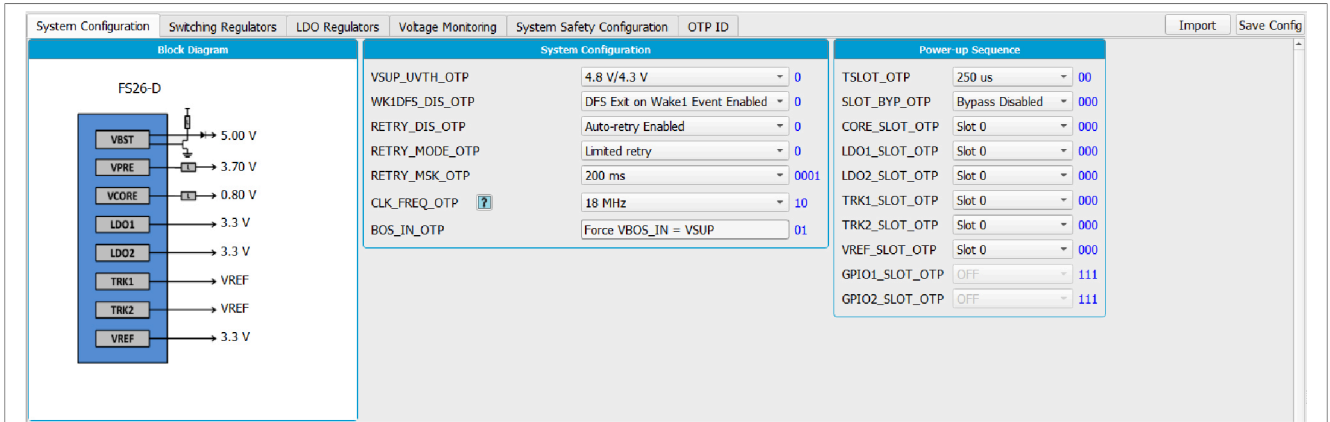 System Configuration Switching Regulators LDO Regulators Voltage Monitoring System Safety Configuration OTP ID Import Save Config
Block Diagram
FS26-D
VBST 5.00 V
VPRE L 3.70 V
VCORE L 0.80 V
LDO1 3.3 V
LDO2 3.3 V
TRK1 VREF
TRK2 VREF
VREF 3.3 V
System Configuration
VSUP_UVTH_OTP 4.8 V/4.3 V 0
WK1DFS_DIS_OTP DFS Exit on Wake1 Event Enabled 0
RETRY_DIS_OTP Auto-retry Enabled 0
RETRY_MODE_OTP Limited retry 0
RETRY_MSK_OTP 200 ms 0001
CLK_FREQ_OTP ? 18 MHz 10
BOS_IN_OTP Force VBOS_IN = VSUP 01
Power-up Sequence
TSLOT_OTP 250 us 00
SLOT_BYP_OTP Bypass Disabled 000
CORE_SLOT_OTP Slot 0 000
LDO1_SLOT_OTP Slot 0 000
LDO2_SLOT_OTP Slot 0 000
TRK1_SLOT_OTP Slot 0 000
TRK2_SLOT_OTP Slot 0 000
VREF_SLOT_OTP Slot 0 000
GPIO1_SLOT_OTP OFF 111
GPIO2_SLOT_OTP OFF 111